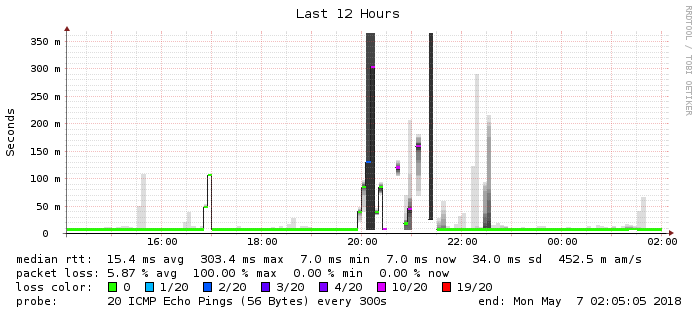 Last 12 Hours
RRDTOOL / TOBI OETIKER
Seconds
350 m
300 m
250 m
200 m
150 m
100 m
50 m
0
16:00 18:00 20:00 22:00 00:00 02:00
median rtt: 15.4 ms avg 303.4 ms max 7.0 ms min 7.0 ms now 34.0 ms sd 452.5 m am/s
packet loss: 5.87 % avg 100.00 % max 0.00 % min 0.00 % now
loss color: 0 1/20 2/20 3/20 4/20 10/20 19/20
probe: 20 ICMP Echo Pings (56 Bytes) every 300s end: Mon May 7 02:05:05 2018